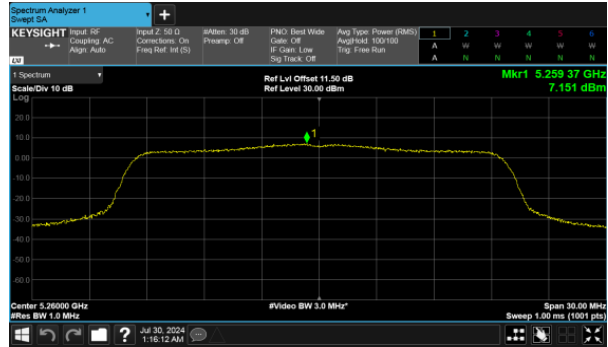 Spectrum Analyzer 1
Swept SA
KEYSIGHT
Input: RF
Coupling: AC
Align: Auto
Input Z: 50 Ω
Corrections: On
Freq Ref: Int (S)
#Atten: 30 dB
Preamp: Off
PNO: Best Wide
Gate: Off
IF Gain: Low
Sig Track: Off
Avg Type: Power (RMS)
Avg|Hold: 100/100
Trig: Free Run
1 2 3 4 5 6
A W W W W W
A N N N N N
1 Spectrum
Scale/Div 10 dB
Ref Lvl Offset 11.50 dB
Ref Level 30.00 dBm
Mkr1 5.259 37 GHz
7.151 dBm
Log
20.0
10.0
0.00
-10.0
-20.0
-30.0
-40.0
-50.0
-60.0
1
Center 5.26000 GHz
#Res BW 1.0 MHz
#Video BW 3.0 MHz*
Span 30.00 MHz
Sweep 1.00 ms (1001 pts)
?
Jul 30, 2024
1:16:12 AM